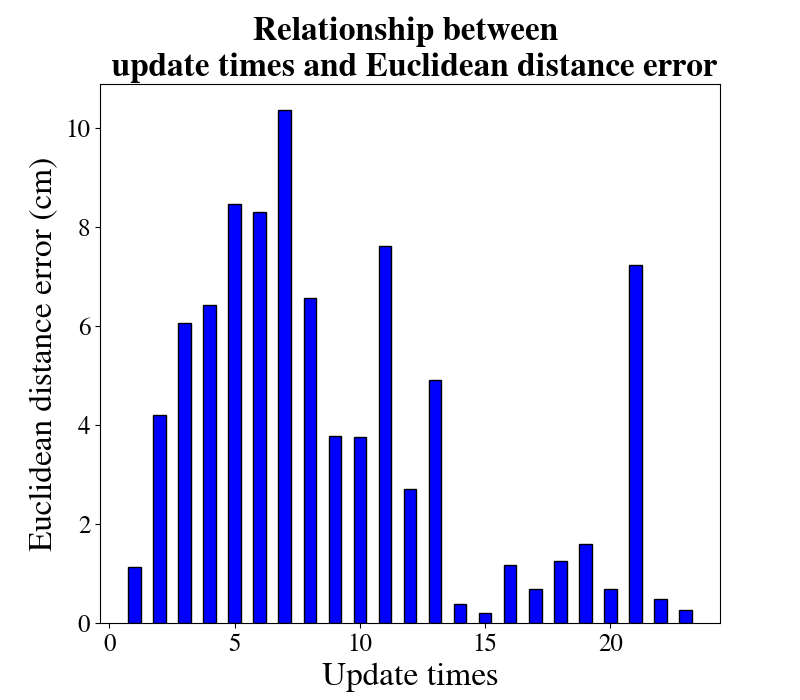 Relationship between
update times and Euclidean distance error
Euclidean distance error (cm)
10
8
6
4
2
0
0 5 10 15 20
Update times